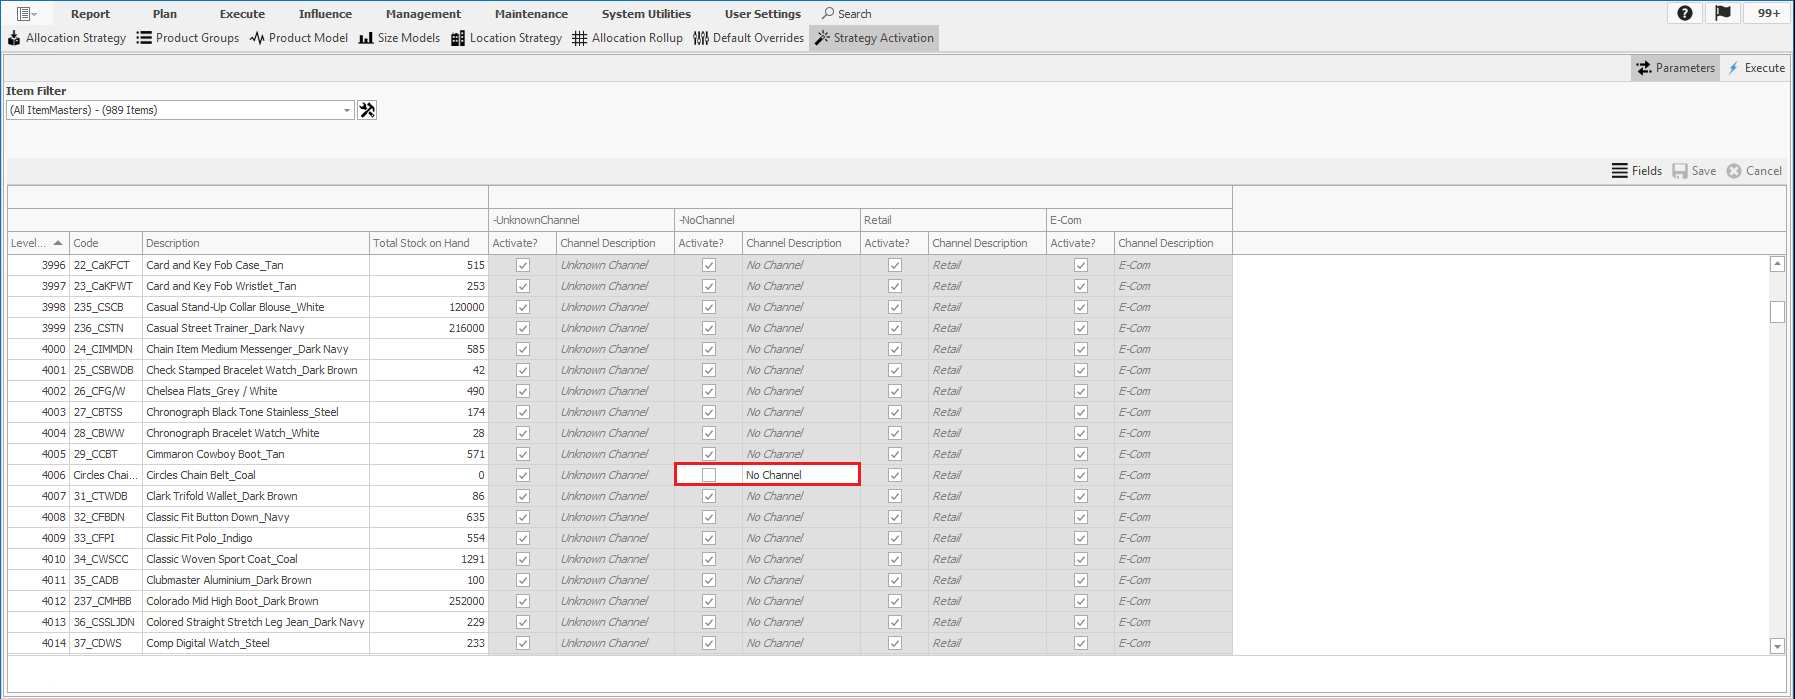 Report Plan Execute Influence Management Maintenance System Utilities User Settings Search 99+
Allocation Strategy Product Groups Product Model Size Models Location Strategy Allocation Rollup Default Overrides Strategy Activation
Parameters Execute
Item Filter
(All ItemMasters) - (989 Items)
Fields Save Cancel
-UnknownChannel -NoChannel Retail E-Com
Level... Code Description Total Stock on Hand Activate? Channel Description Activate? Channel Description Activate? Channel Description Activate? Channel Description
3996 22_CaKFCT Card and Key Fob Case_Tan 515 Unknown Channel No Channel Retail E-Com
3997 23_CaKFWT Card and Key Fob Wristlet_Tan 253 Unknown Channel No Channel Retail E-Com
3998 235_CSCB Casual Stand-Up Collar Blouse_White 120000 Unknown Channel No Channel Retail E-Com
3999 236_CSTN Casual Street Trainer_Dark Navy 216000 Unknown Channel No Channel Retail E-Com
4000 24_CIMMDN Chain Item Medium Messenger_Dark Navy 585 Unknown Channel No Channel Retail E-Com
4001 25_CSBWDB Check Stamped Bracelet Watch_Dark Brown 42 Unknown Channel No Channel Retail E-Com
4002 26_CFG/W Chelsea Flats_Grey / White 490 Unknown Channel No Channel Retail E-Com
4003 27_CBTSS Chronograph Black Tone Stainless_Steel 174 Unknown Channel No Channel Retail E-Com
4004 28_CBWW Chronograph Bracelet Watch_White 28 Unknown Channel No Channel Retail E-Com
4005 29_CCBT Cimmaron Cowboy Boot_Tan 571 Unknown Channel No Channel Retail E-Com
4006 Circles Chai... Circles Chain Belt_Coal 0 Unknown Channel No Channel Retail E-Com
4007 31_CTWDB Clark Trifold Wallet_Dark Brown 86 Unknown Channel No Channel Retail E-Com
4008 32_CFBDN Classic Fit Button Down_Navy 635 Unknown Channel No Channel Retail E-Com
4009 33_CFPI Classic Fit Polo_Indigo 554 Unknown Channel No Channel Retail E-Com
4010 34_CWSCC Classic Woven Sport Coat_Coal 1291 Unknown Channel No Channel Retail E-Com
4011 35_CADB Clubmaster Aluminium_Dark Brown 100 Unknown Channel No Channel Retail E-Com
4012 237_CMHBB Colorado Mid High Boot_Dark Brown 252000 Unknown Channel No Channel Retail E-Com
4013 36_CSSLJDN Colored Straight Stretch Leg Jean_Dark Navy 229 Unknown Channel No Channel Retail E-Com
4014 37_CDWS Comp Digital Watch_Steel 233 Unknown Channel No Channel Retail E-Com